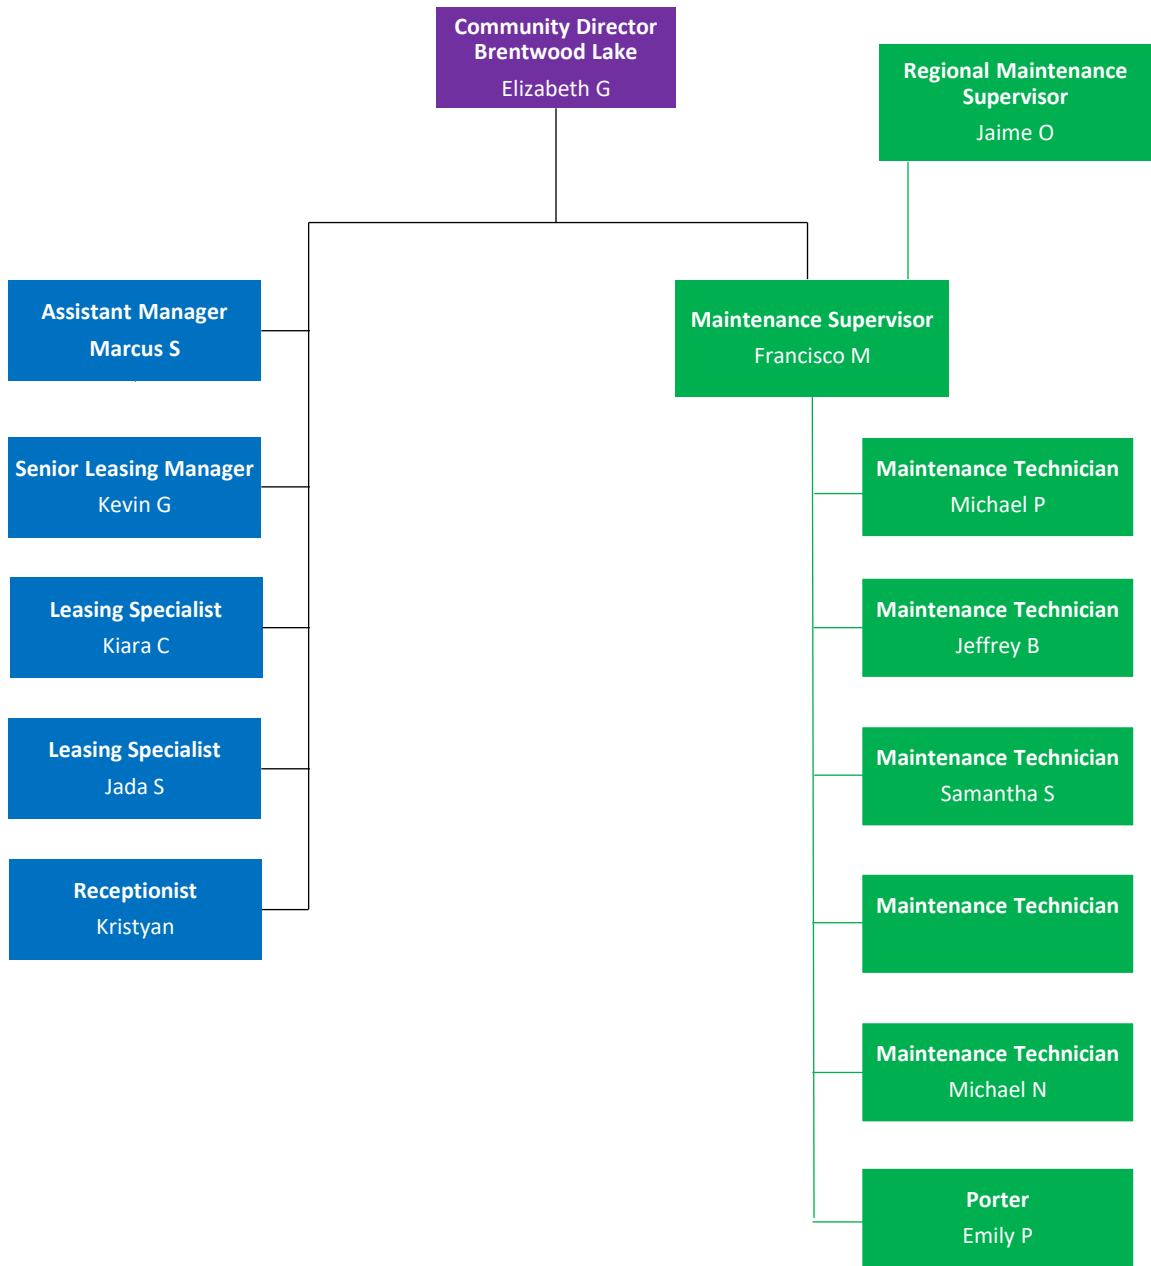 Community Director
Brentwood Lake
Elizabeth G
Regional Maintenance
Supervisor
Jaime O
Assistant Manager
Marcus S
Senior Leasing Manager
Kevin G
Leasing Specialist
Kiara C
Leasing Specialist
Jada S
Receptionist
Kristyan
Maintenance Supervisor
Francisco M
Maintenance Technician
Michael P
Maintenance Technician
Jeffrey B
Maintenance Technician
Samantha S
Maintenance Technician
Maintenance Technician
Michael N
Porter
Emily P